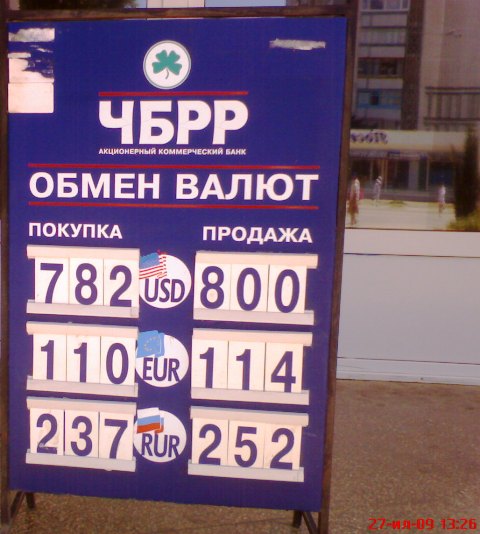 ЧБРР
АКЦИОНЕРНЫЙ КОММЕРЧЕСКИЙ БАНК
ОБМЕН ВАЛЮТ
ПОКУПКА ПРОДАЖА
782 USD 800
110 EUR 114
237 RUR 252
27-ил-09 13:26